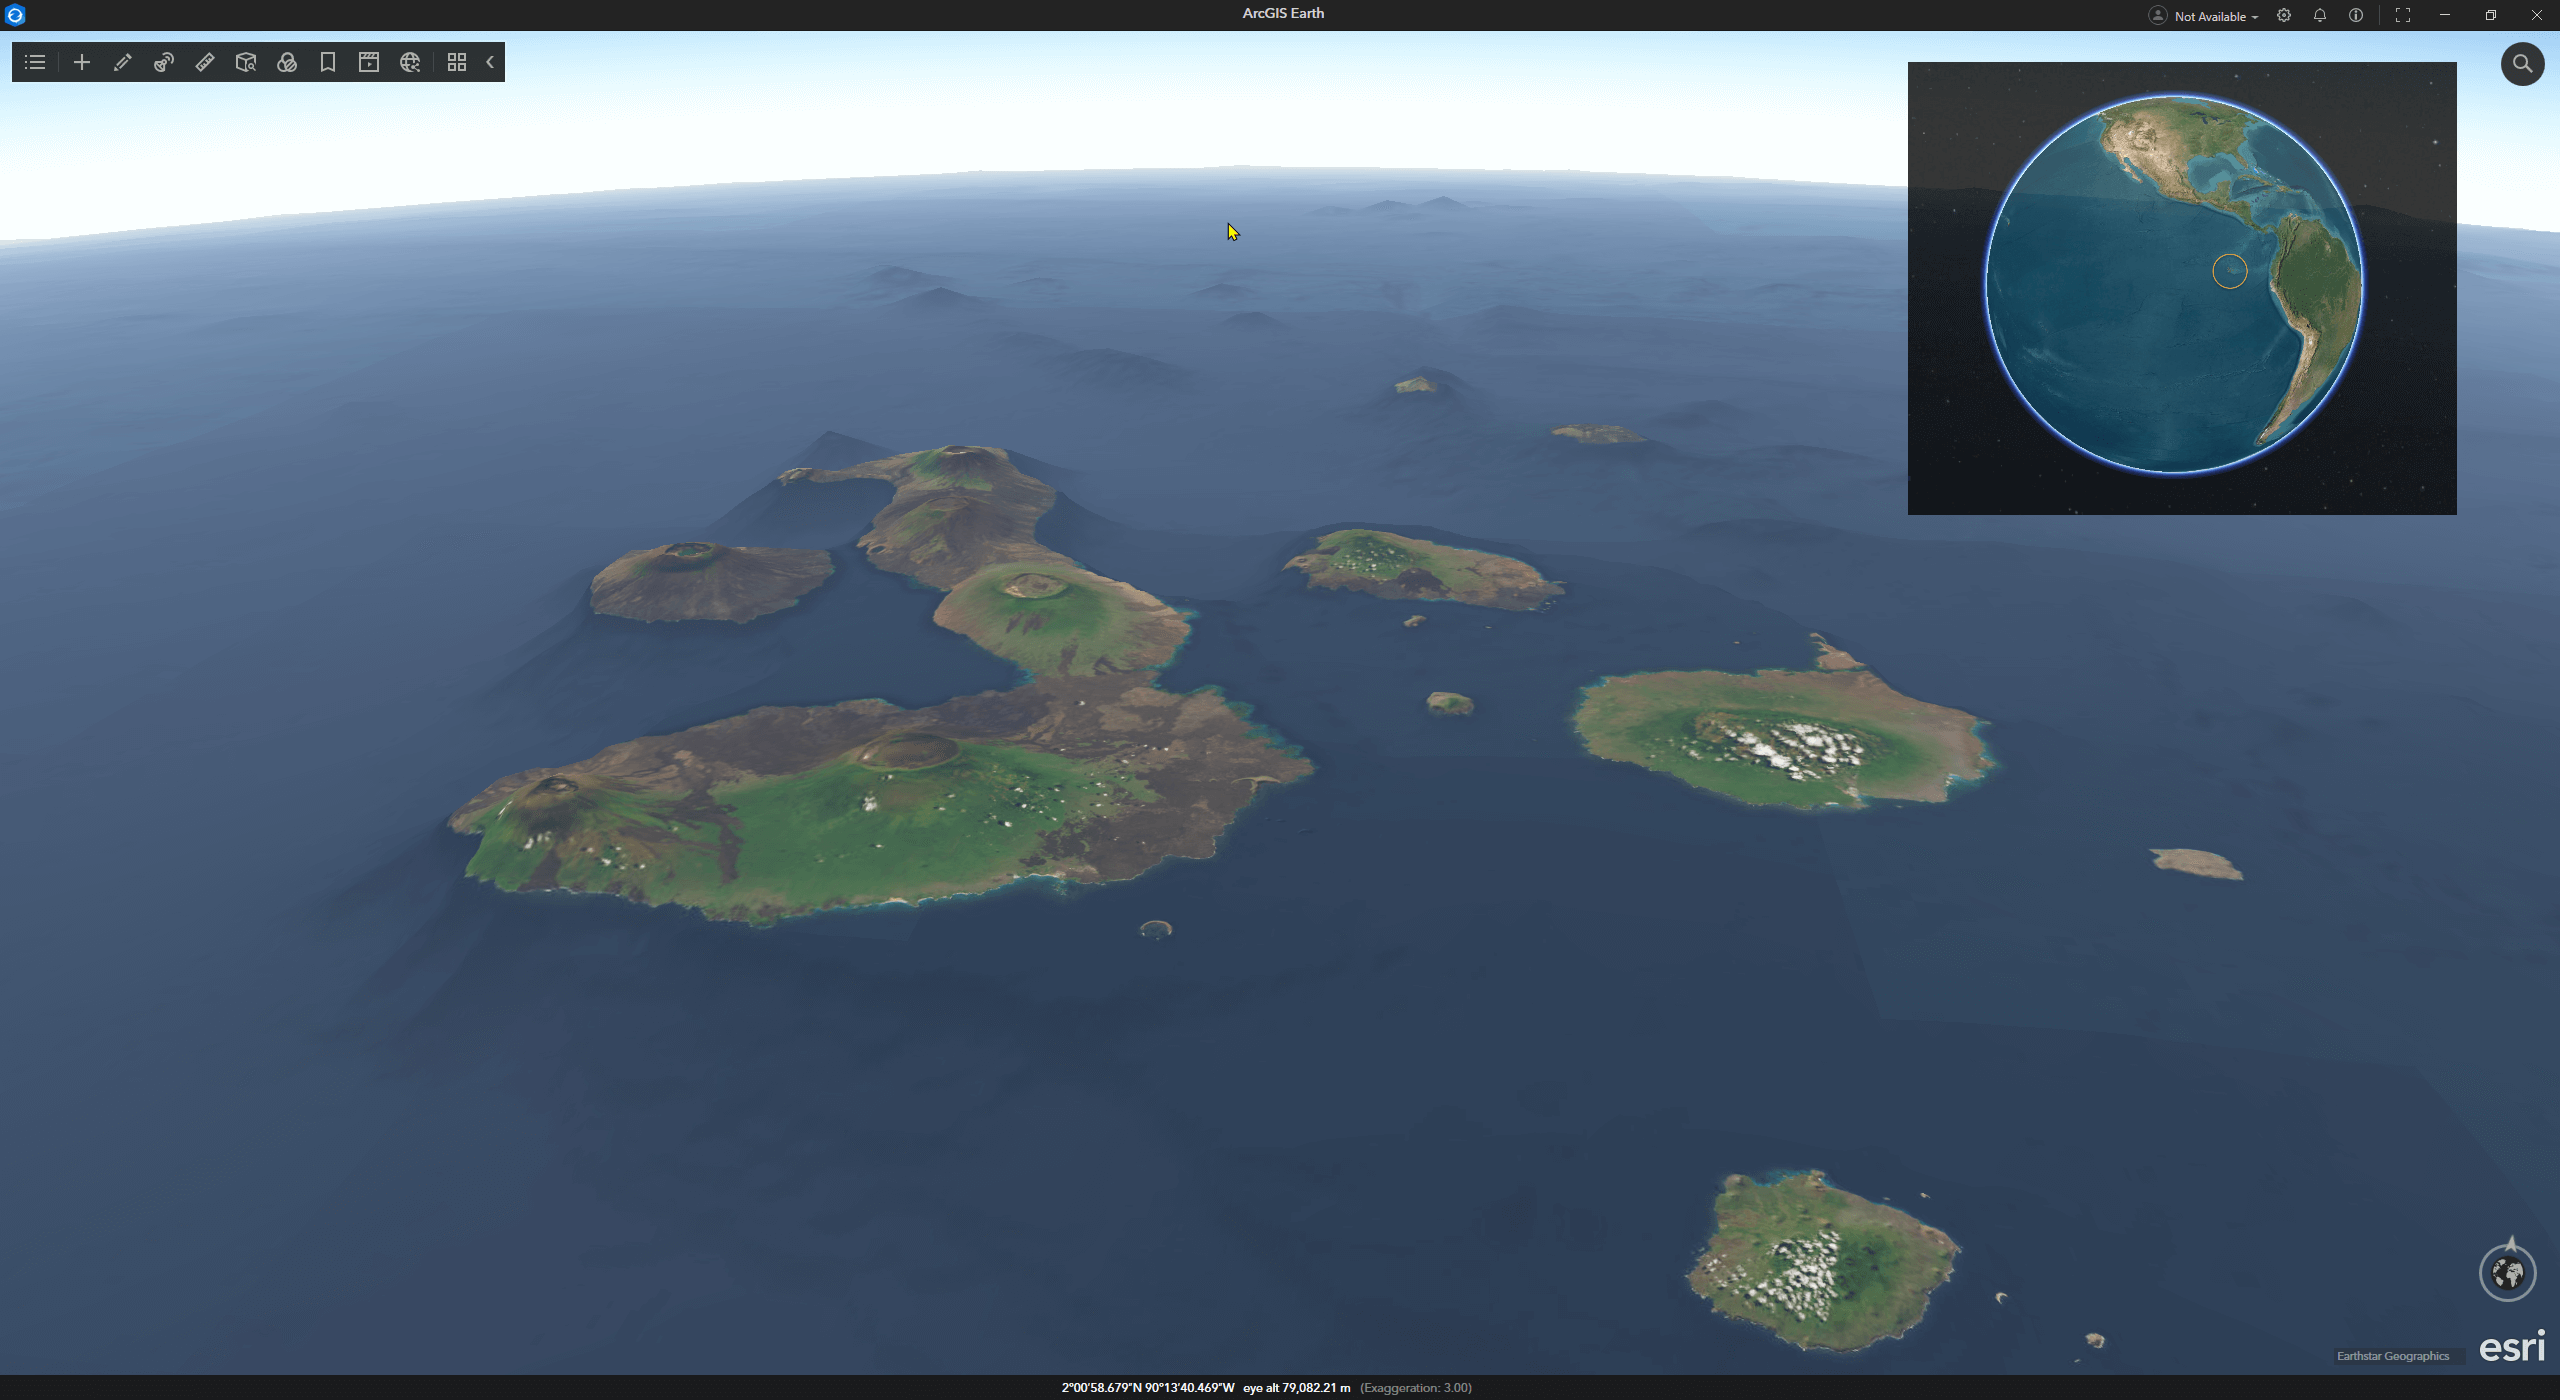 ArcGIS Earth
Not Available
Earthstar Geographics
esri
2°00'58.679"N 90°13'40.469"W eye alt 79,082.21 m (Exaggeration: 3.00)